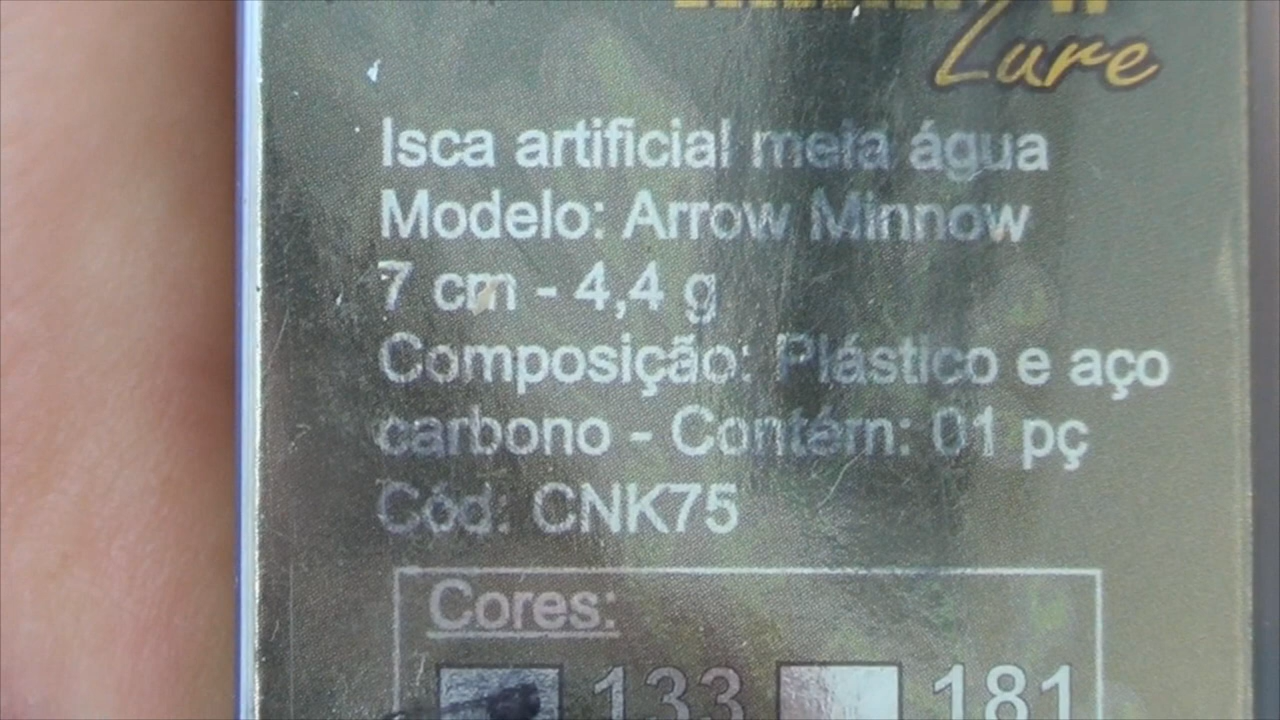 Lure
Isca artificial meia água
Modelo: Arrow Minnow
7 cm - 4,4 g
Composição: Plástico e aço
carbono - Contém: 01 pç
Cód: CNK75
Cores:
133 181